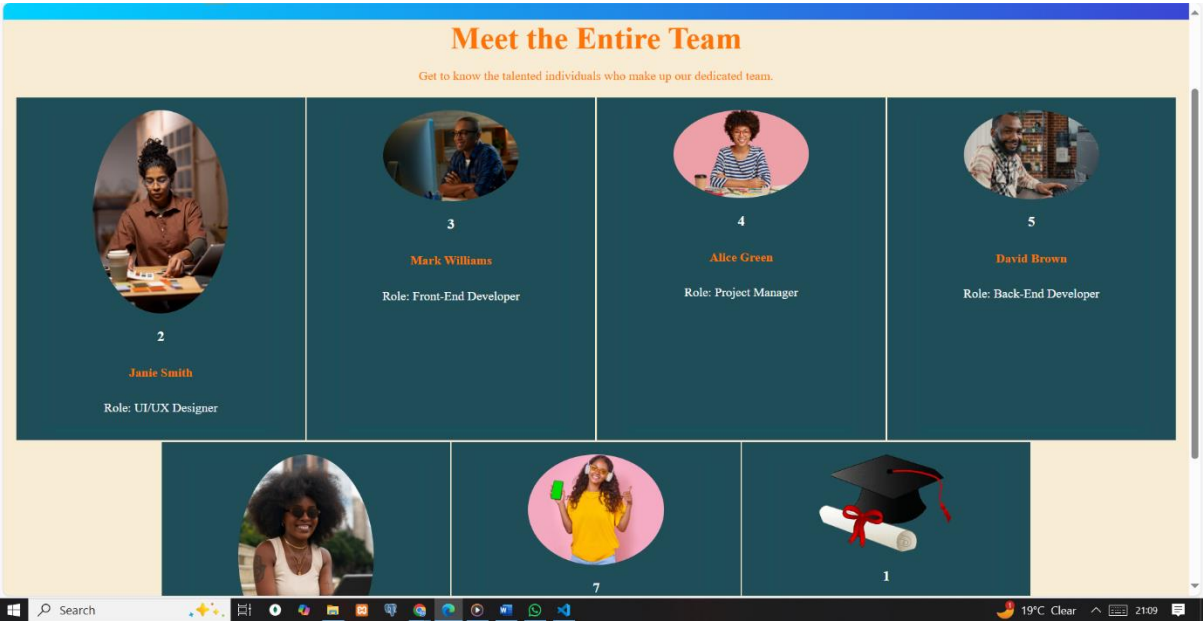 Meet the Entire Team
Get to know the talented individuals who make up our dedicated team.
2
Janie Smith
Role: UI/UX Designer
3
Mark Williams
Role: Front-End Developer
4
Alice Green
Role: Project Manager
5
David Brown
Role: Back-End Developer
7
1
Search
19°C Clear
21:09